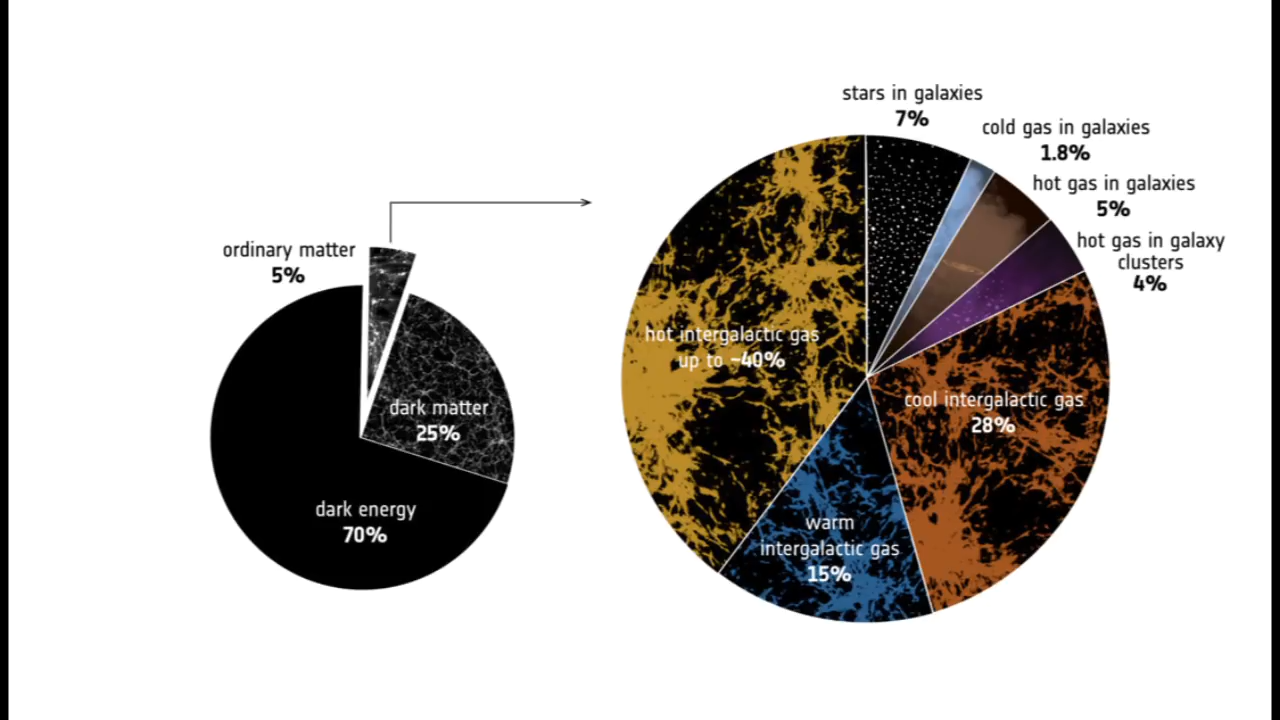 ordinary matter
5%
dark matter
25%
dark energy
70%
stars in galaxies
7%
cold gas in galaxies
1.8%
hot gas in galaxies
5%
hot gas in galaxy
clusters
4%
hot intergalactic gas
up to ~40%
cool intergalactic gas
28%
warm
intergalactic gas
15%